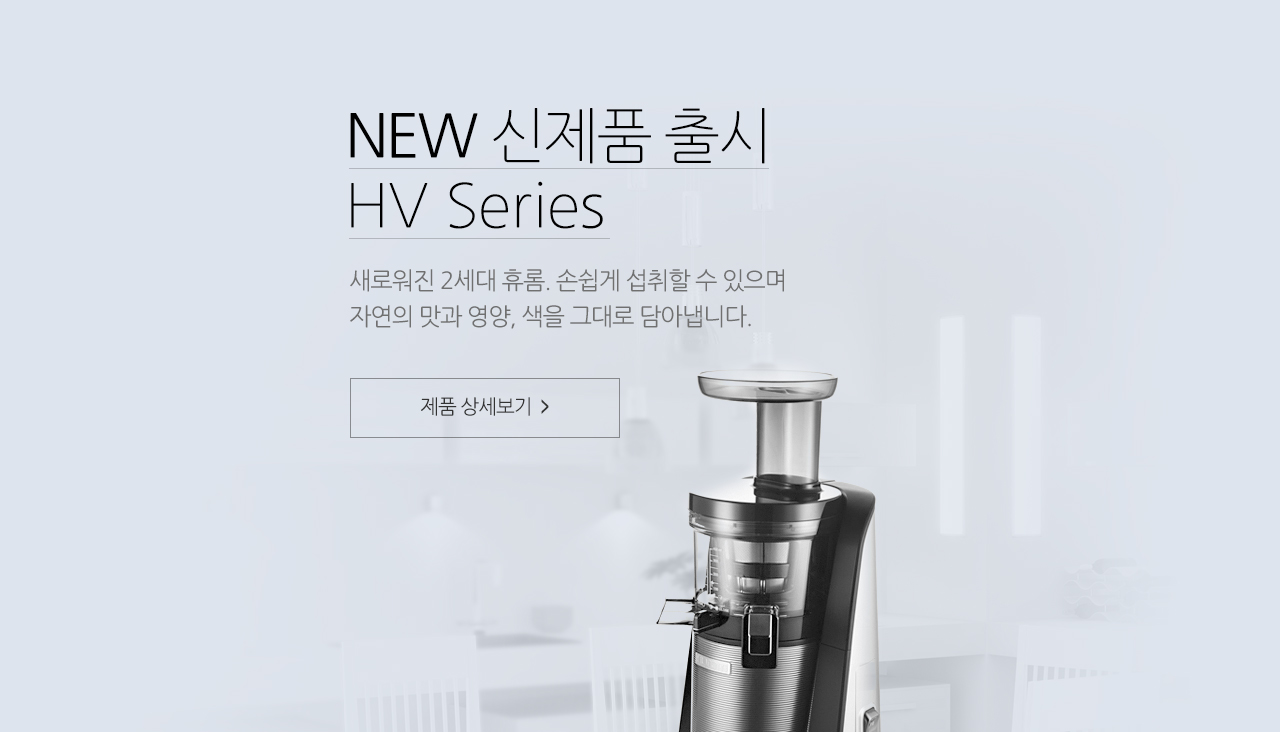 NEW 신제품 출시
HV Series
새로워진 2세대 휴롬. 손쉽게 섭취할 수 있으며
자연의 맛과 영양, 색을 그대로 담아냅니다.
제품 상세보기 >